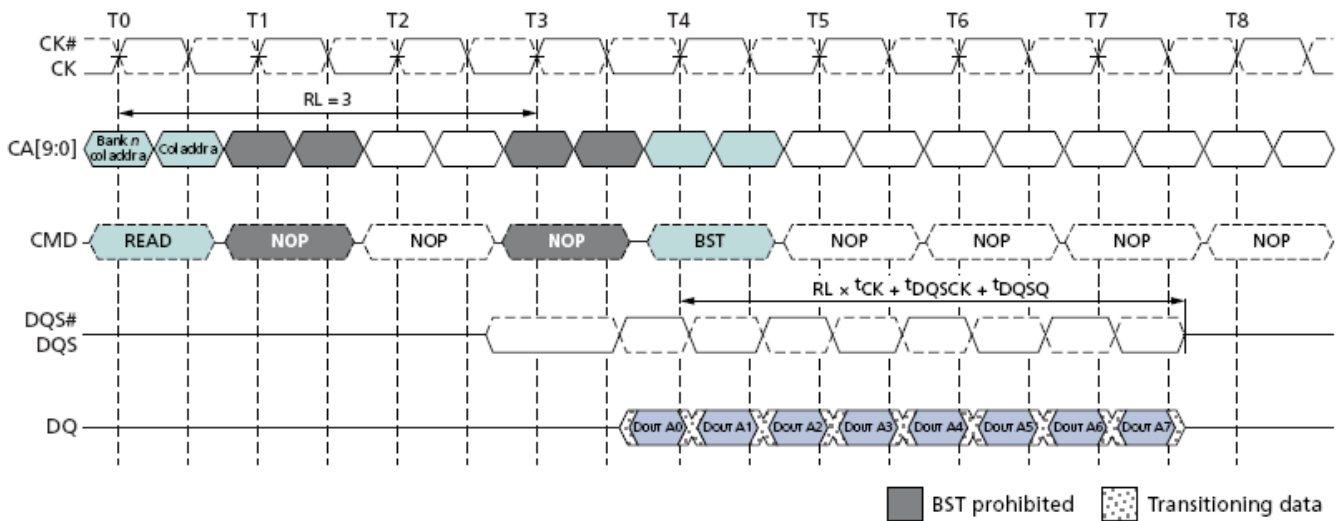 T0 T1 T2 T3 T4 T5 T6 T7 T8
CK#
CK
RL = 3
CA[9:0] Bank n col addr a Col addr a
CMD READ NOP NOP NOP BST NOP NOP NOP NOP
RL × tCK + tDQSCK + tDQSQ
DQS#
DQS
DQ DOUT A0 DOUT A1 DOUT A2 DOUT A3 DOUT A4 DOUT A5 DOUT A6 DOUT A7
BST prohibited Transitioning data